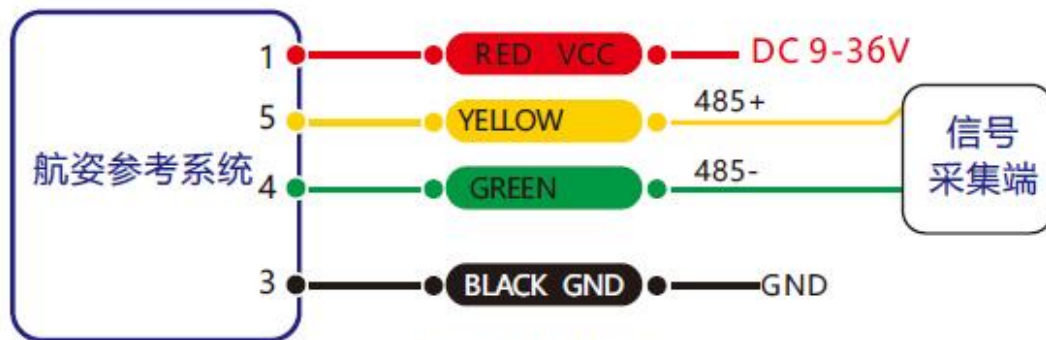 1 RED VCC DC 9-36V
5 YELLOW 485+
航姿参考系统
4 GREEN 485-
信号
采集端
3 BLACK GND GND